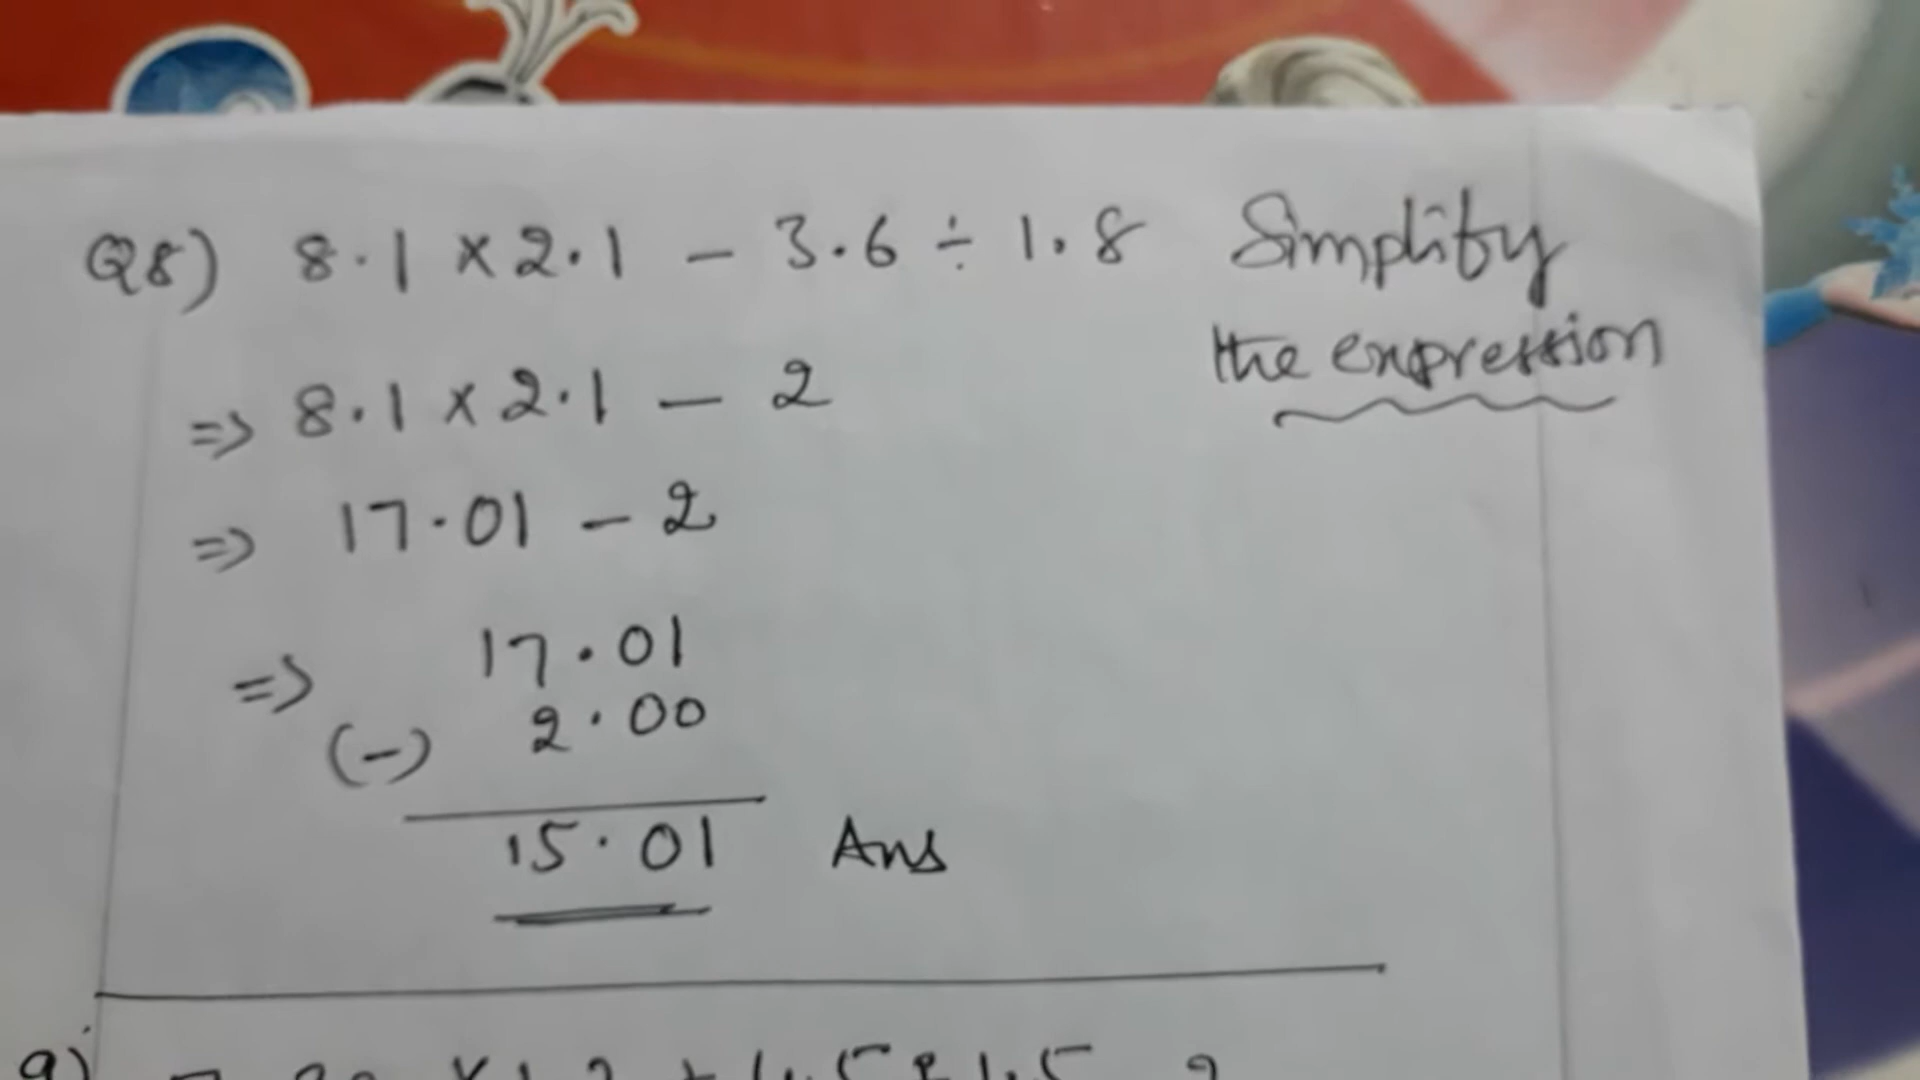 Q8) 8.1 × 2.1 − 3.6 ÷ 1.8 Simplify
the expression
=> 8.1 × 2.1 − 2
=> 17.01 − 2
=> 17.01
(−) 2.00
15.01 Ans